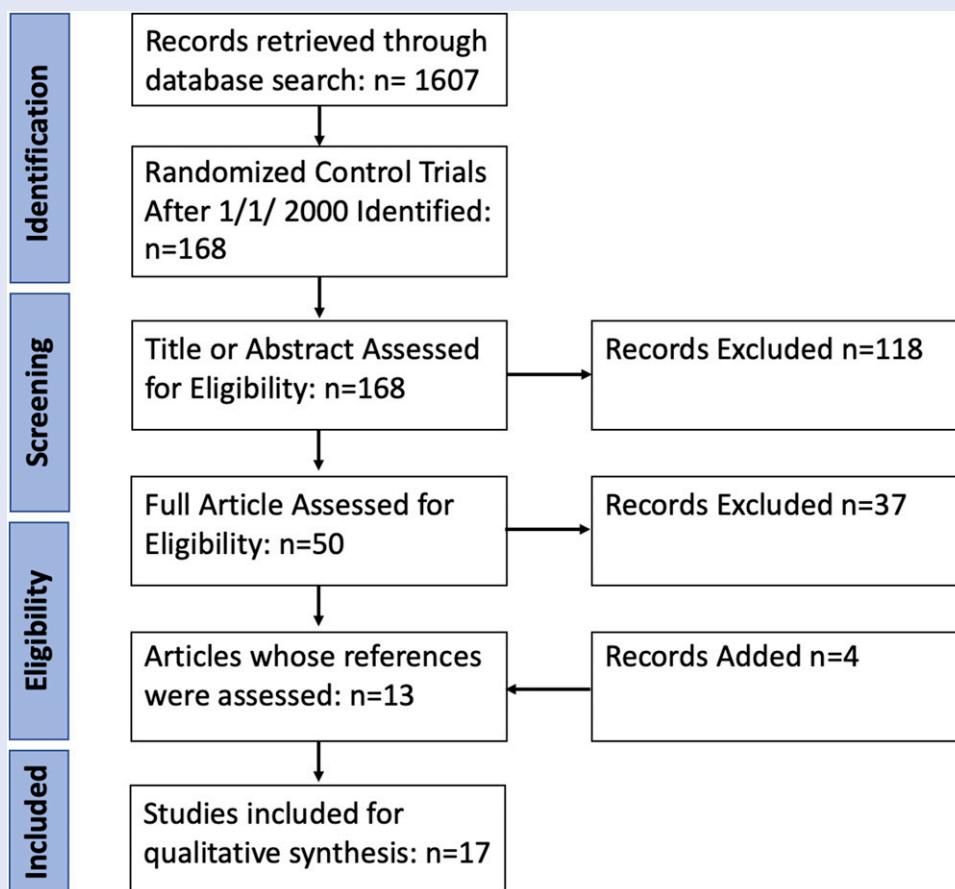 Identification
Records retrieved through
database search: n= 1607
Randomized Control Trials
After 1/1/ 2000 Identified:
n=168
Screening
Title or Abstract Assessed
for Eligibility: n=168
Records Excluded n=118
Full Article Assessed for
Eligibility: n=50
Records Excluded n=37
Eligibility
Articles whose references
were assessed: n=13
Records Added n=4
Included
Studies included for
qualitative synthesis: n=17